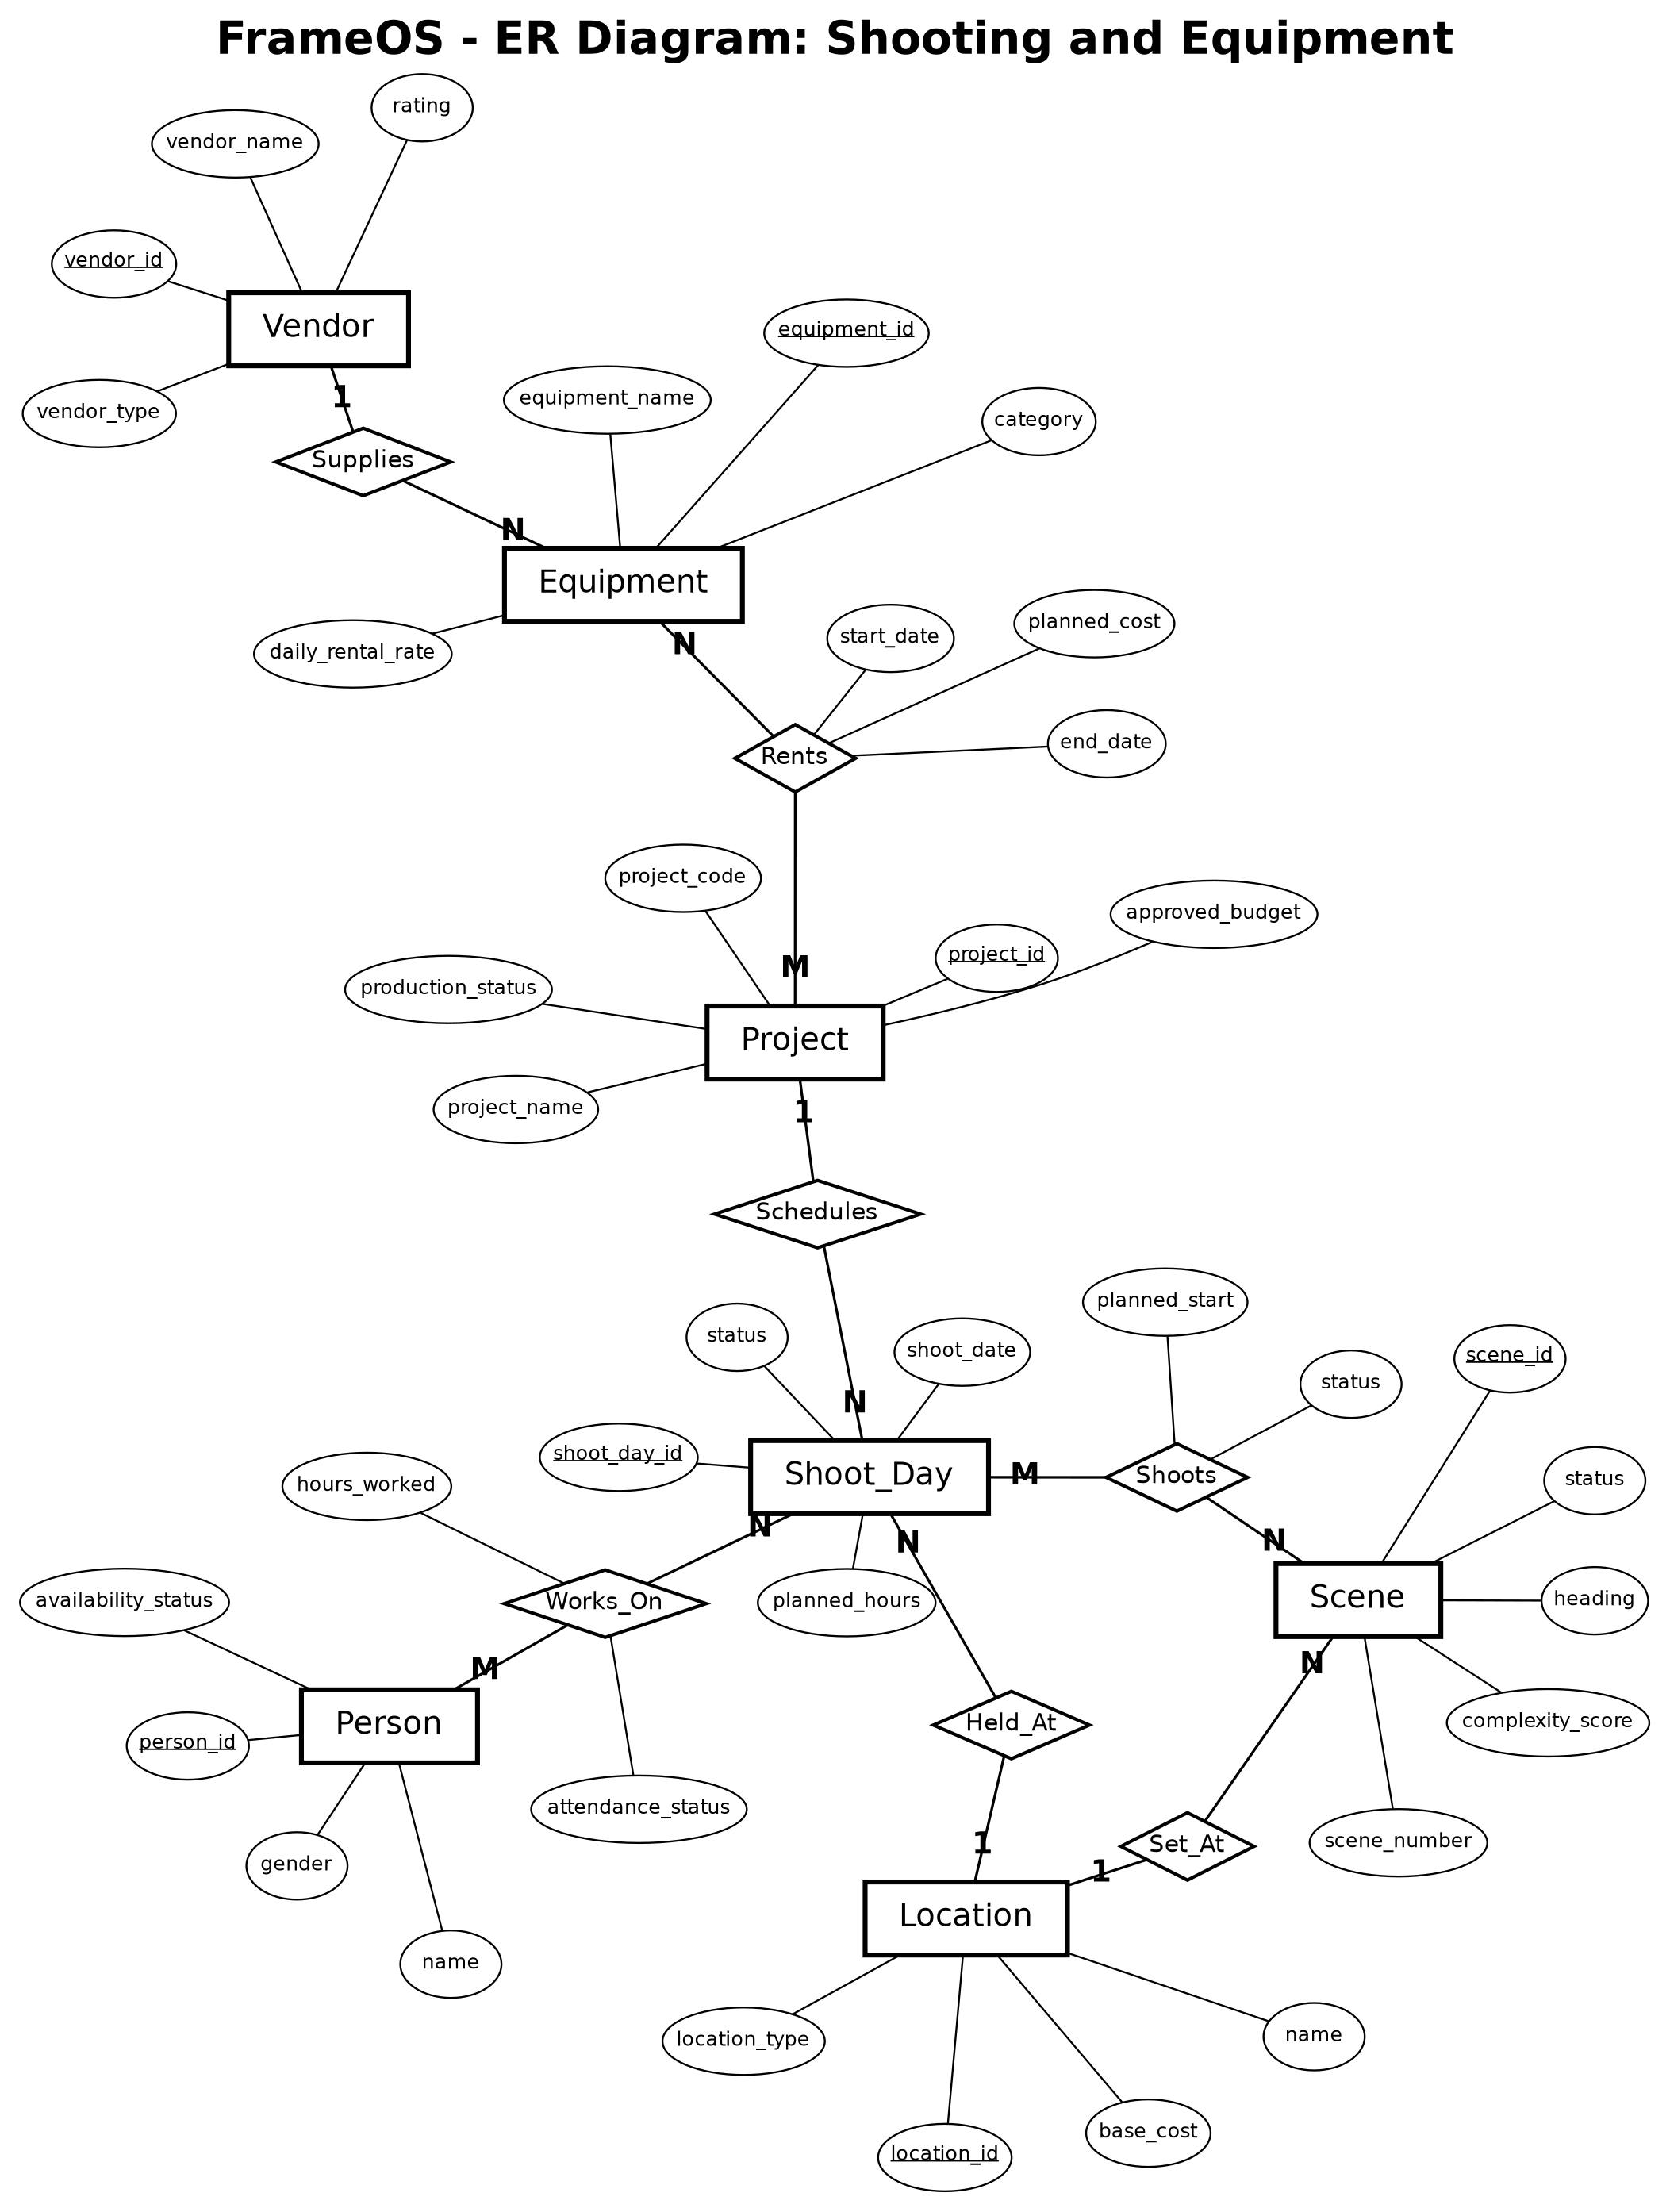 FrameOS - ER Diagram: Shooting and Equipment
rating
vendor_name
vendor_id
Vendor
vendor_type
1
Supplies
N
equipment_id
equipment_name
category
Equipment
daily_rental_rate
N
start_date
planned_cost
end_date
Rents
M
project_code
approved_budget
project_id
production_status
Project
project_name
1
Schedules
N
status
shoot_date
planned_start
status
scene_id
shoot_day_id
Shoot_Day
M
Shoots
N
status
hours_worked
N
N
Works_On
planned_hours
Scene
heading
availability_status
M
N
Person
person_id
Held_At
complexity_score
attendance_status
gender
name
1
1
Set_At
scene_number
Location
location_type
name
base_cost
location_id